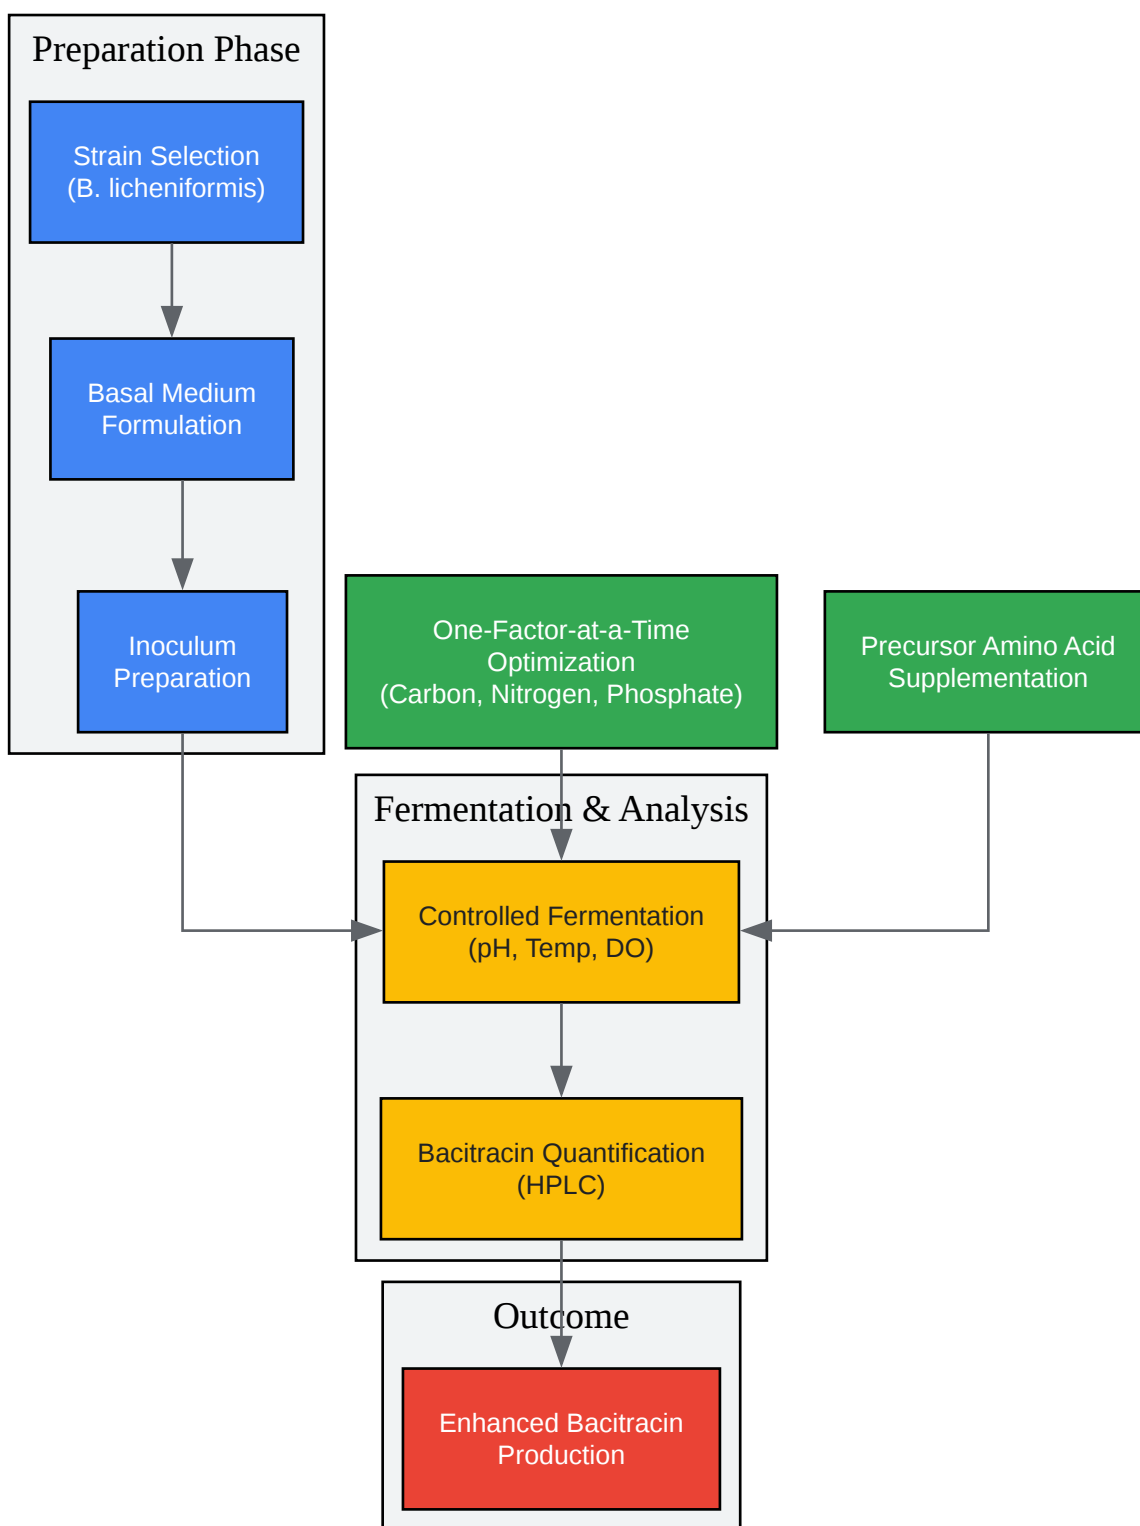 Preparation Phase
Strain Selection
(B. licheniformis)
Basal Medium
Formulation
Inoculum
Preparation
One-Factor-at-a-Time
Optimization
(Carbon, Nitrogen, Phosphate)
Precursor Amino Acid
Supplementation
Fermentation & Analysis
Controlled Fermentation
(pH, Temp, DO)
Bacitracin Quantification
(HPLC)
Outcome
Enhanced Bacitracin
Production